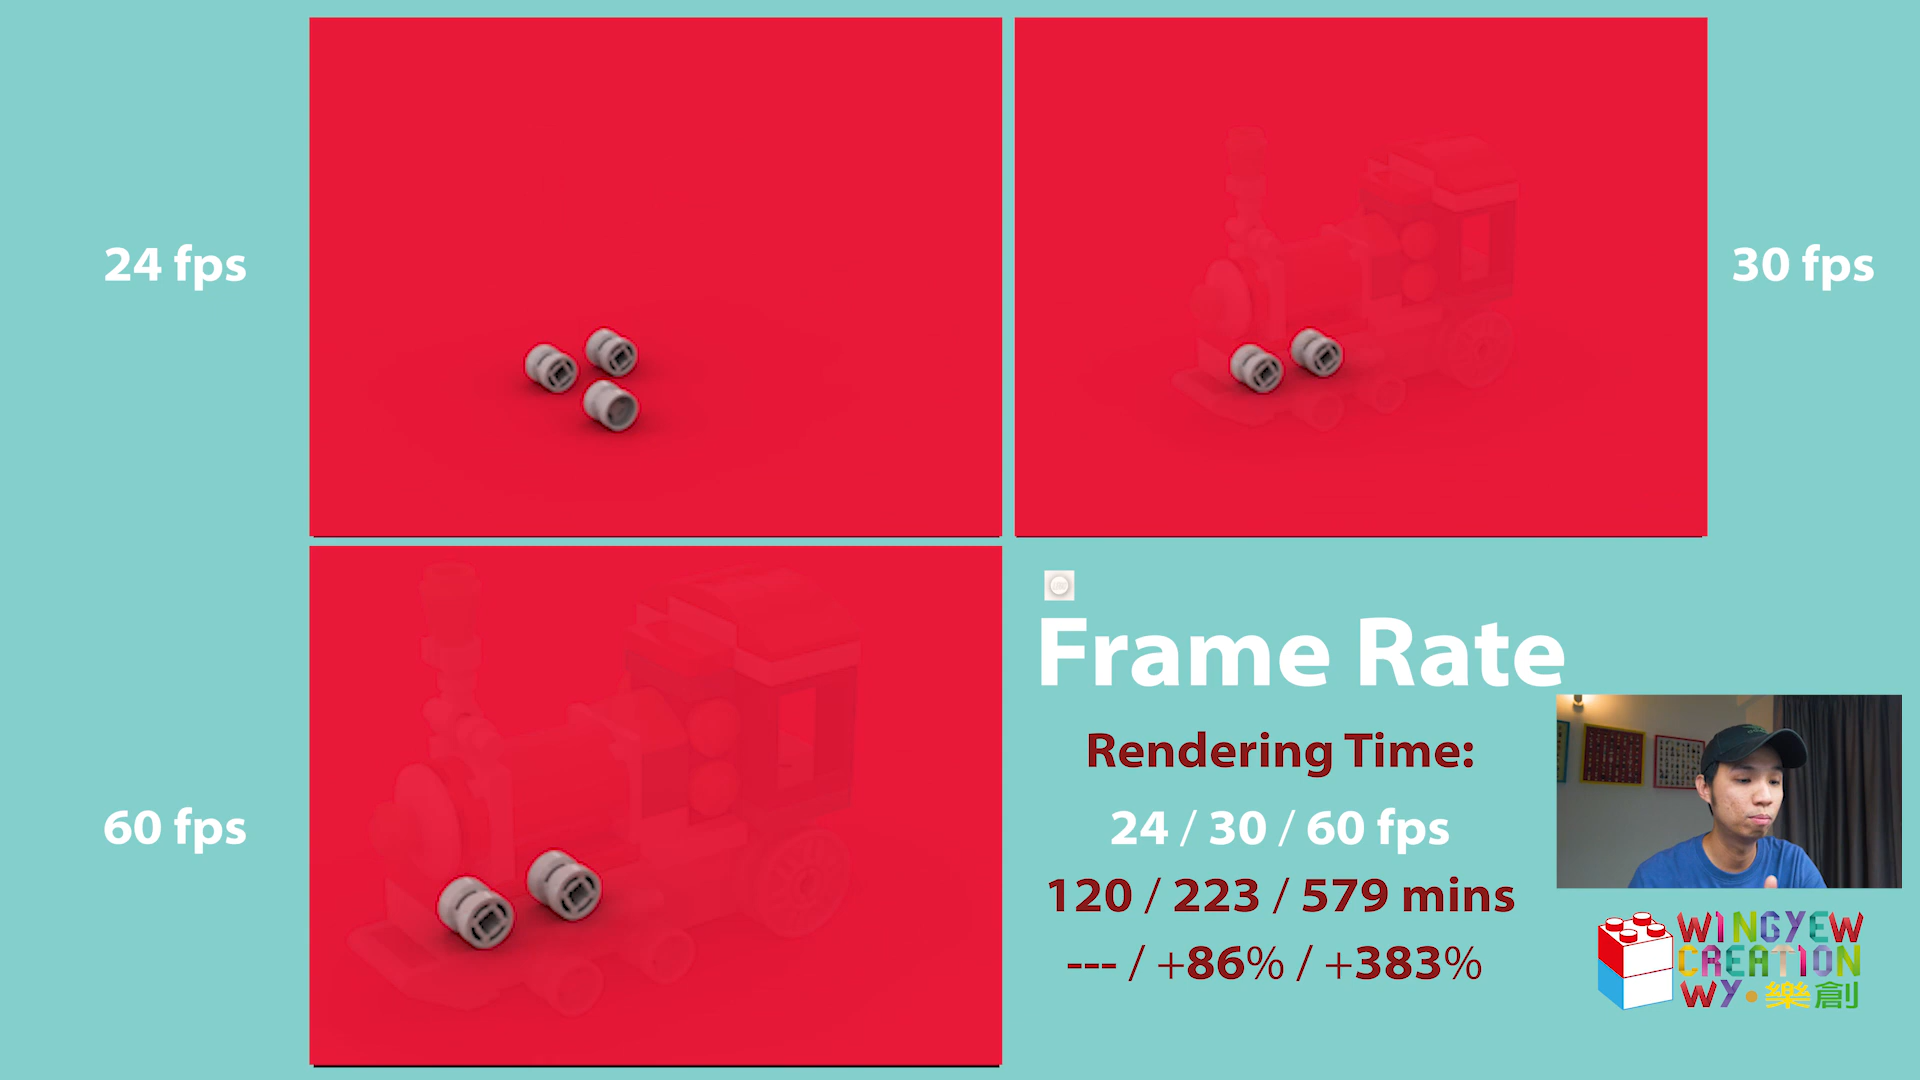 24 fps
30 fps
60 fps
Frame Rate
Rendering Time:
24 / 30 / 60 fps
120 / 223 / 579 mins
--- / +86% / +383%
WINGYEW
CREATION
WY•樂創